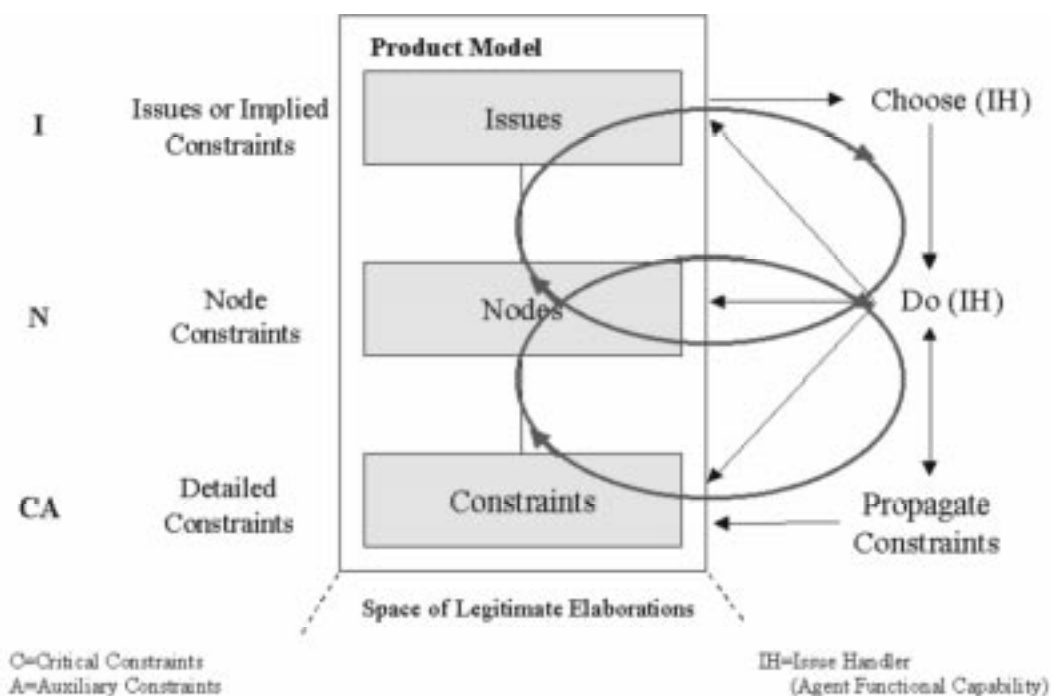 Product Model
I
Issues or Implied
Constraints
Issues
Choose (IH)
N
Node
Constraints
Nodes
Do (IH)
CA
Detailed
Constraints
Constraints
Propagate
Constraints
Space of Legitimate Elaborations
C=Critical Constraints
A=Auxiliary Constraints
IH=Issue Handler
(Agent Functional Capability)